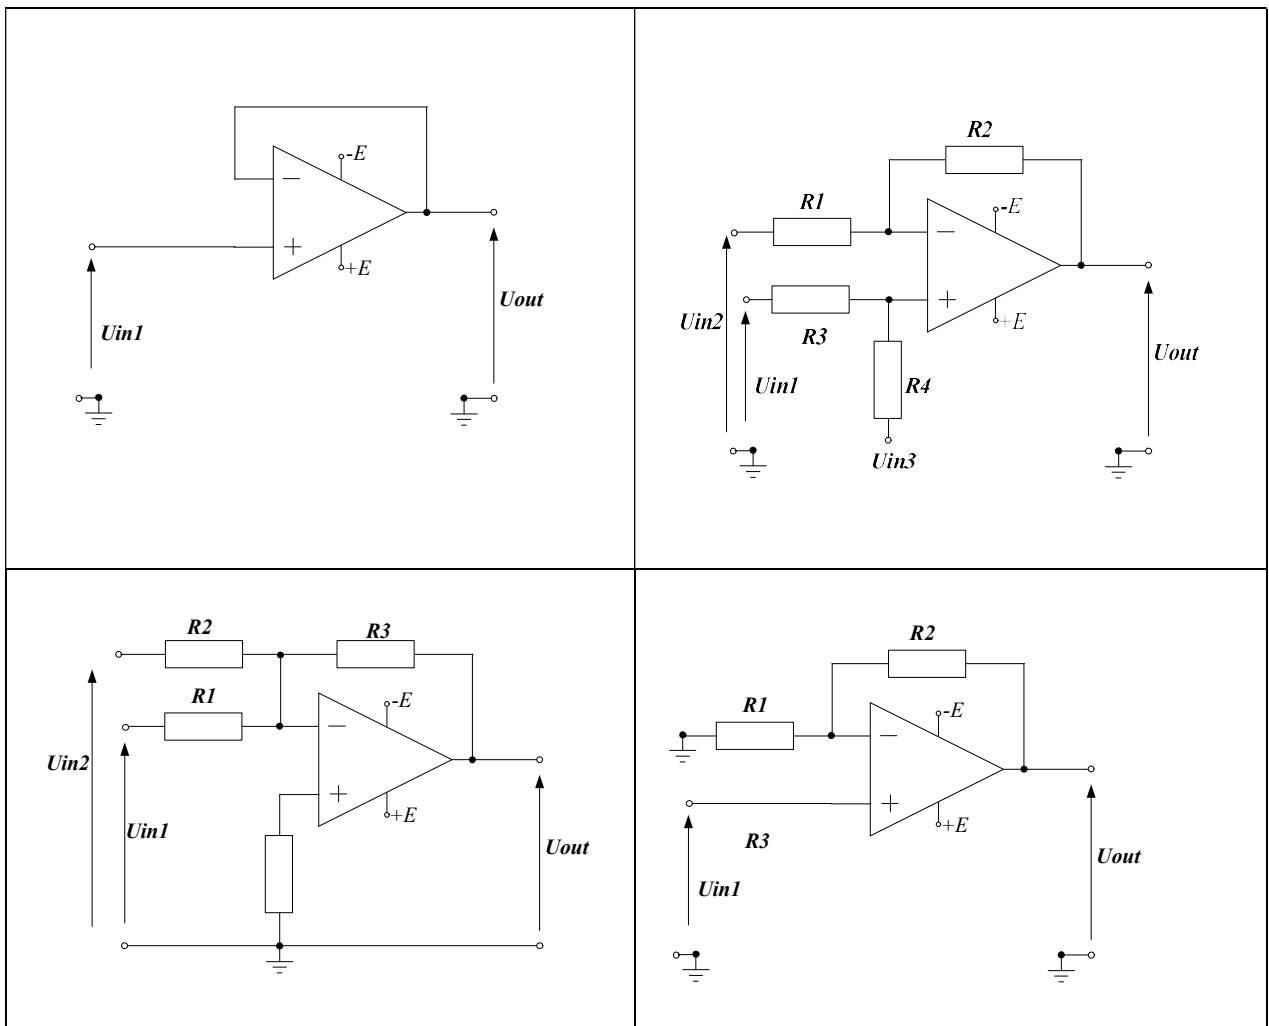 -E
+E
Uin1
Uout
R2
R1
-E
+E
R3
Uin2
Uin1
R4
Uout
Uin3
R2
R3
R1
-E
+E
Uin2
Uin1
Uout
R2
R1
-E
+E
R3
Uin1
Uout